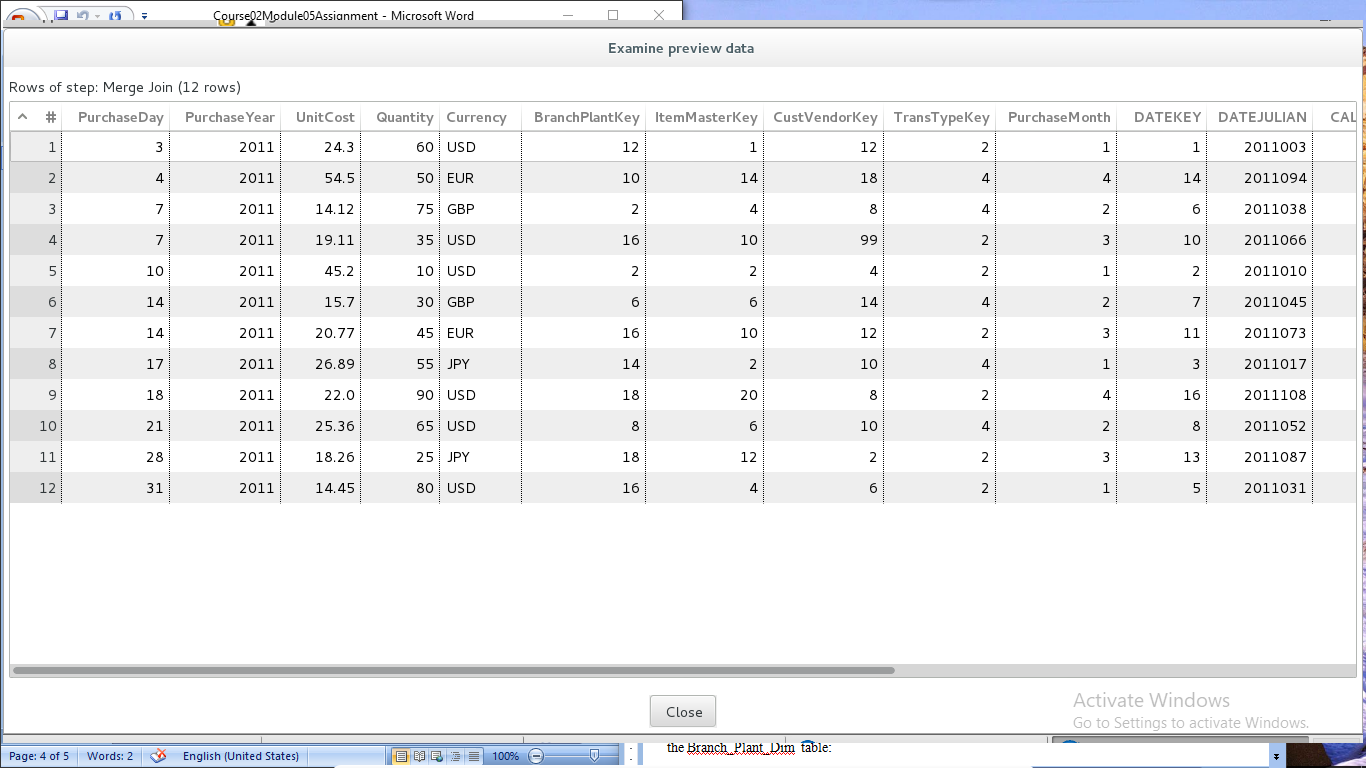 Course02Module05Assignment - Microsoft Word
Examine preview data
Rows of step: Merge Join (12 rows)
# PurchaseDay PurchaseYear UnitCost Quantity Currency BranchPlantKey ItemMasterKey CustVendorKey TransTypeKey PurchaseMonth DATEKEY DATEJULIAN CAL
1 3 2011 24.3 60 USD 12 1 12 2 1 1 2011003
2 4 2011 54.5 50 EUR 10 14 18 4 4 14 2011094
3 7 2011 14.12 75 GBP 2 4 8 4 2 6 2011038
4 7 2011 19.11 35 USD 16 10 99 2 3 10 2011066
5 10 2011 45.2 10 USD 2 2 4 2 1 2 2011010
6 14 2011 15.7 30 GBP 6 6 14 4 2 7 2011045
7 14 2011 20.77 45 EUR 16 10 12 2 3 11 2011073
8 17 2011 26.89 55 JPY 14 2 10 4 1 3 2011017
9 18 2011 22.0 90 USD 18 20 8 2 4 16 2011108
10 21 2011 25.36 65 USD 8 6 10 4 2 8 2011052
11 28 2011 18.26 25 JPY 18 12 2 2 3 13 2011087
12 31 2011 14.45 80 USD 16 4 6 2 1 5 2011031
Close
Activate Windows
Go to Settings to activate Windows.
the Branch_Plant_Dim table:
Page: 4 of 5 Words: 2 English (United States) 100%